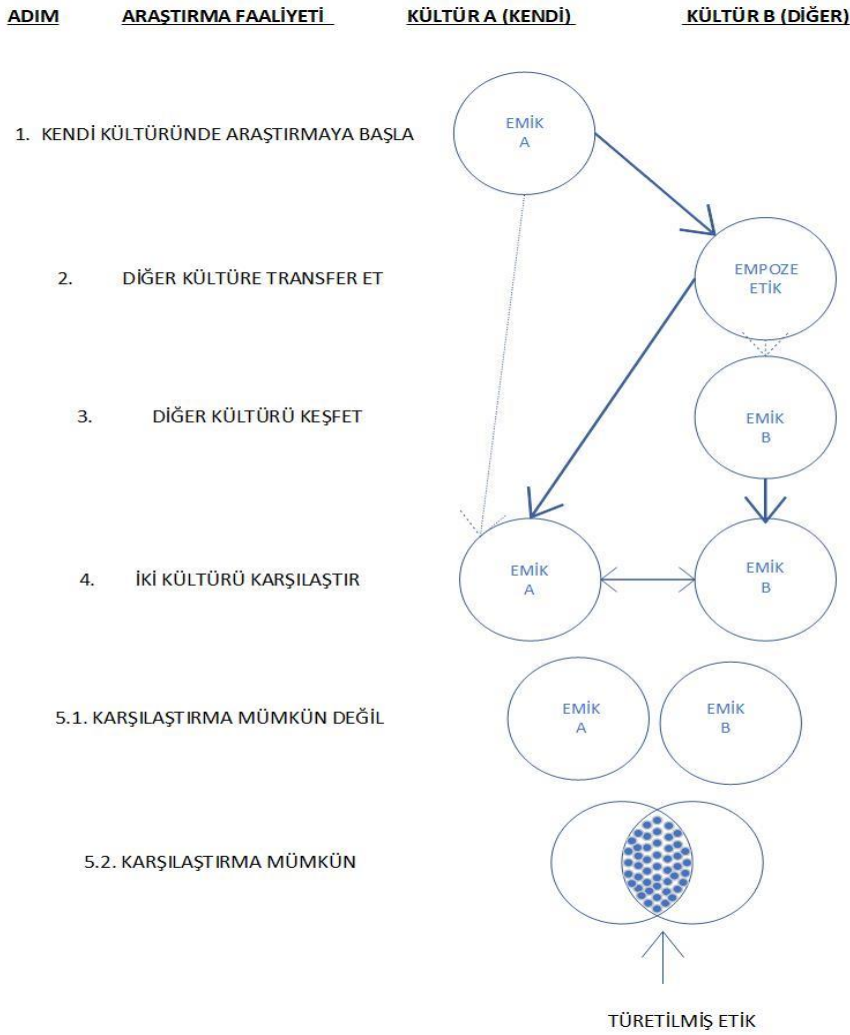 ADIM ARAŞTIRMA FAALİYETİ KÜLTÜR A (KENDİ) KÜLTÜR B (DİĞER)
1. KENDİ KÜLTÜRÜNDE ARAŞTIRMAYA BAŞLA
EMİK
A
2. DİĞER KÜLTÜRE TRANSFER ET
EMPOZE
ETİK
3. DİĞER KÜLTÜRÜ KEŞFET
EMİK
B
4. İKİ KÜLTÜRÜ KARŞILAŞTIR
EMİK
A
EMİK
B
5.1. KARŞILAŞTIRMA MÜMKÜN DEĞİL
EMİK
A
EMİK
B
5.2. KARŞILAŞTIRMA MÜMKÜN
TÜRETİLMİŞ ETİK